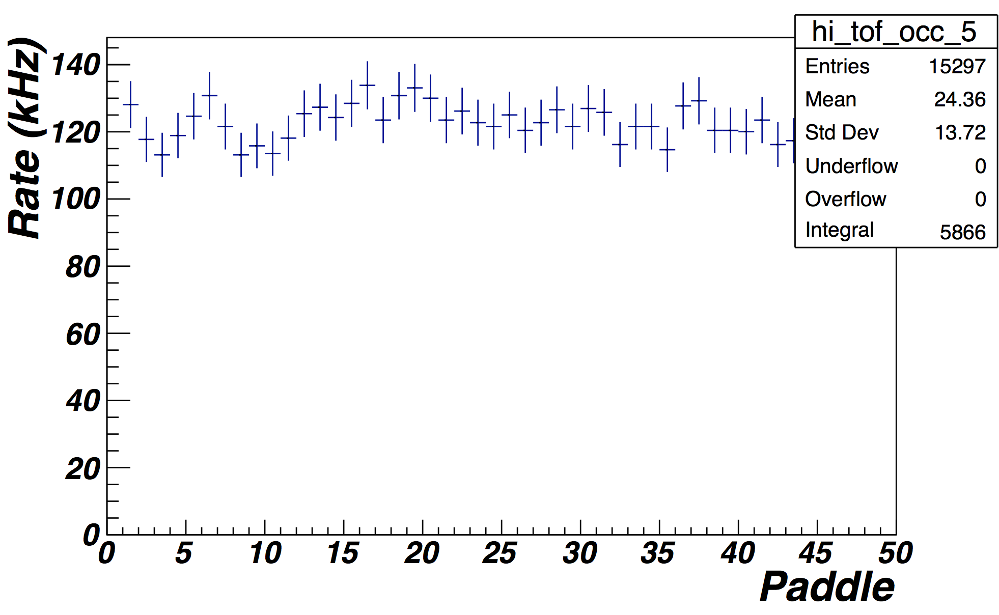 hi_tof_occ_5
Entries 15297
Mean 24.36
Std Dev 13.72
Underflow 0
Overflow 0
Integral 5866
Rate (kHz)
140
120
100
80
60
40
20
0
0 5 10 15 20 25 30 35 40 45 50
Paddle